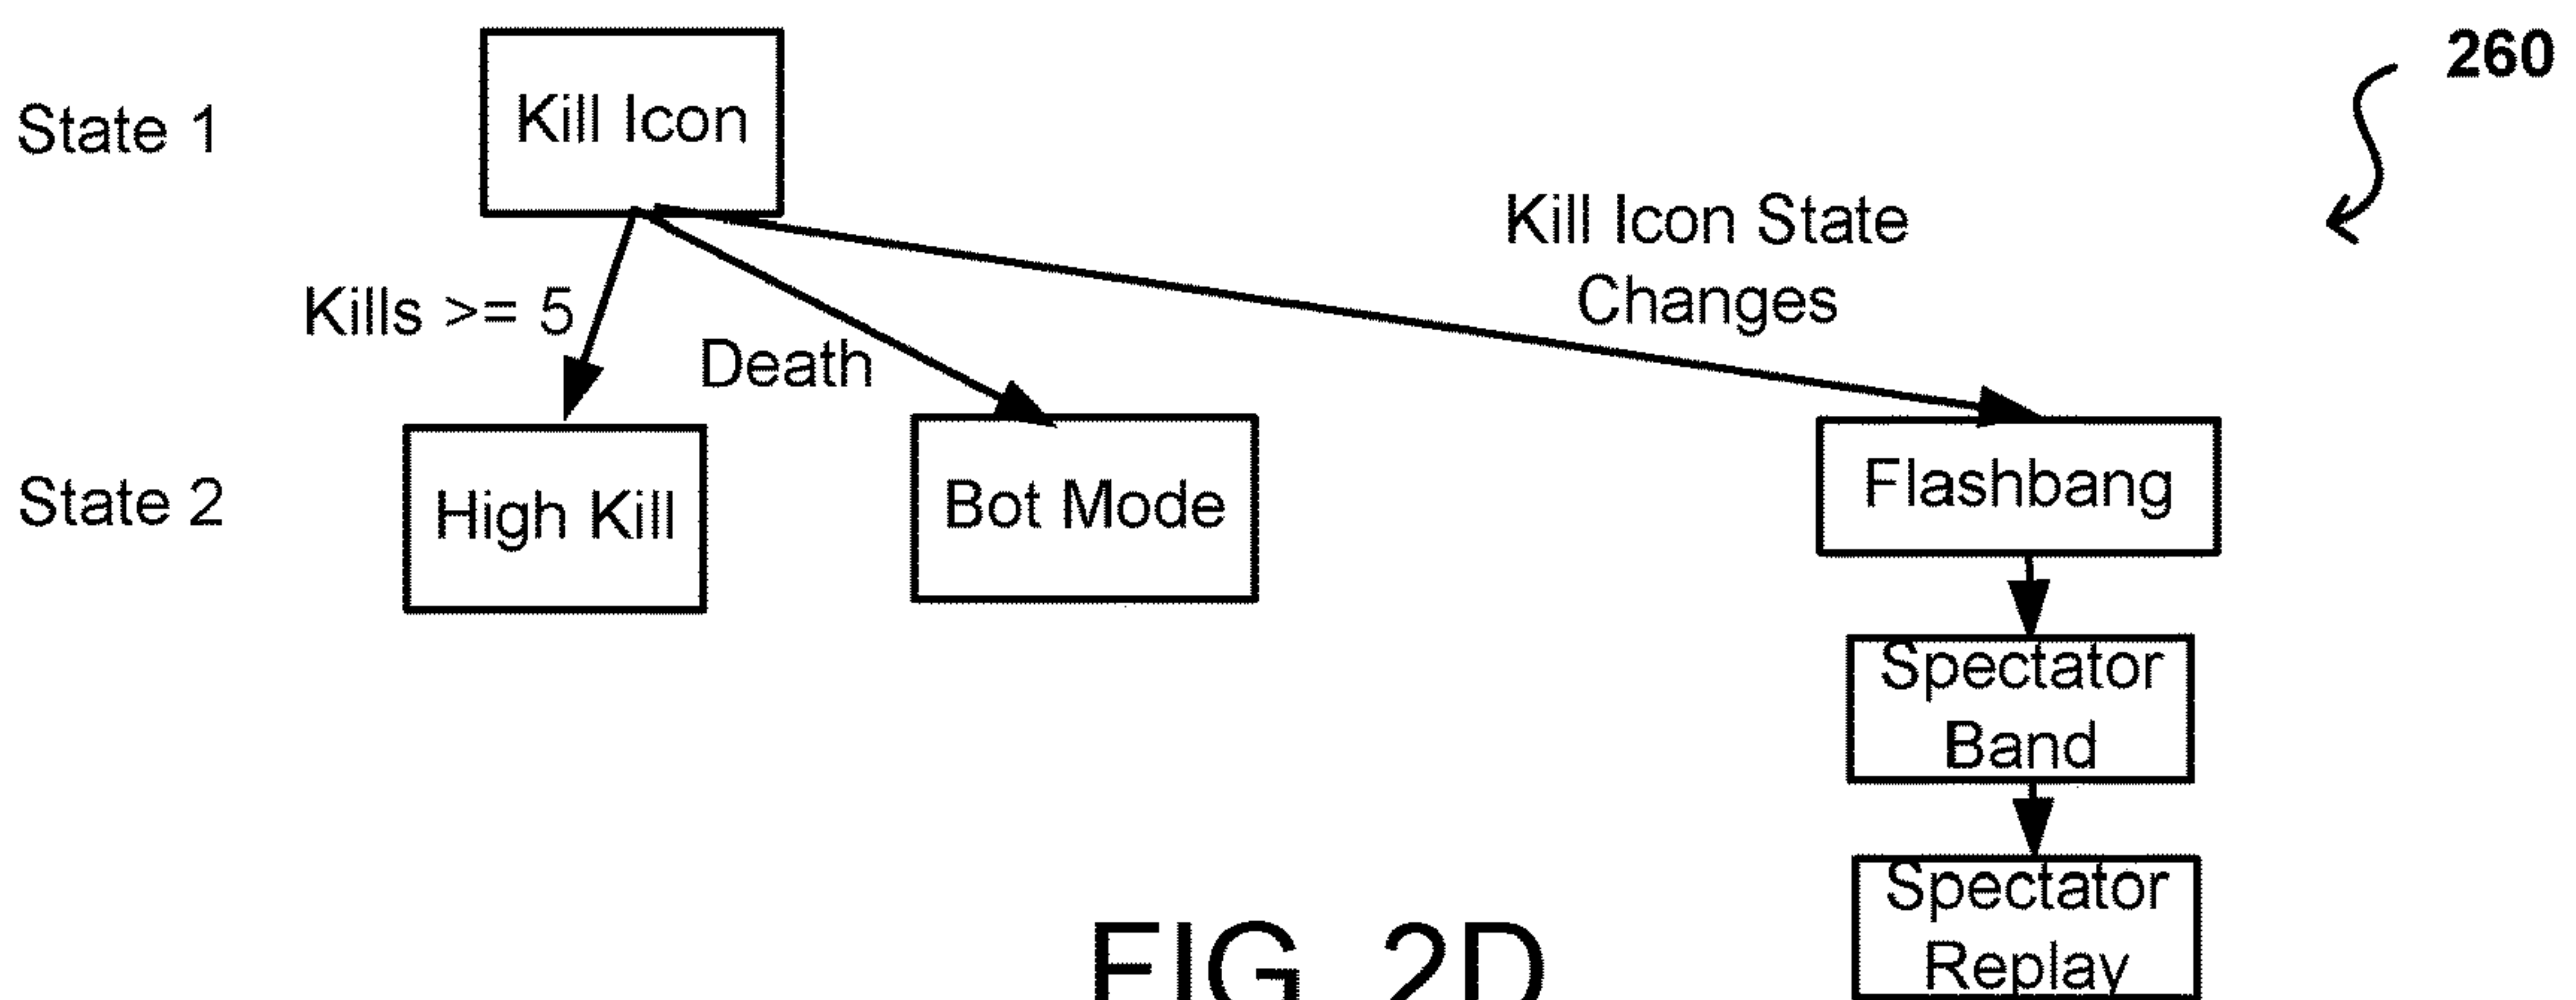 260
State 1
Kill Icon
Kill Icon State
Changes
Kills >= 5
Death
State 2
High Kill
Bot Mode
Flashbang
Spectator
Band
Spectator
Replay
FIG. 2D